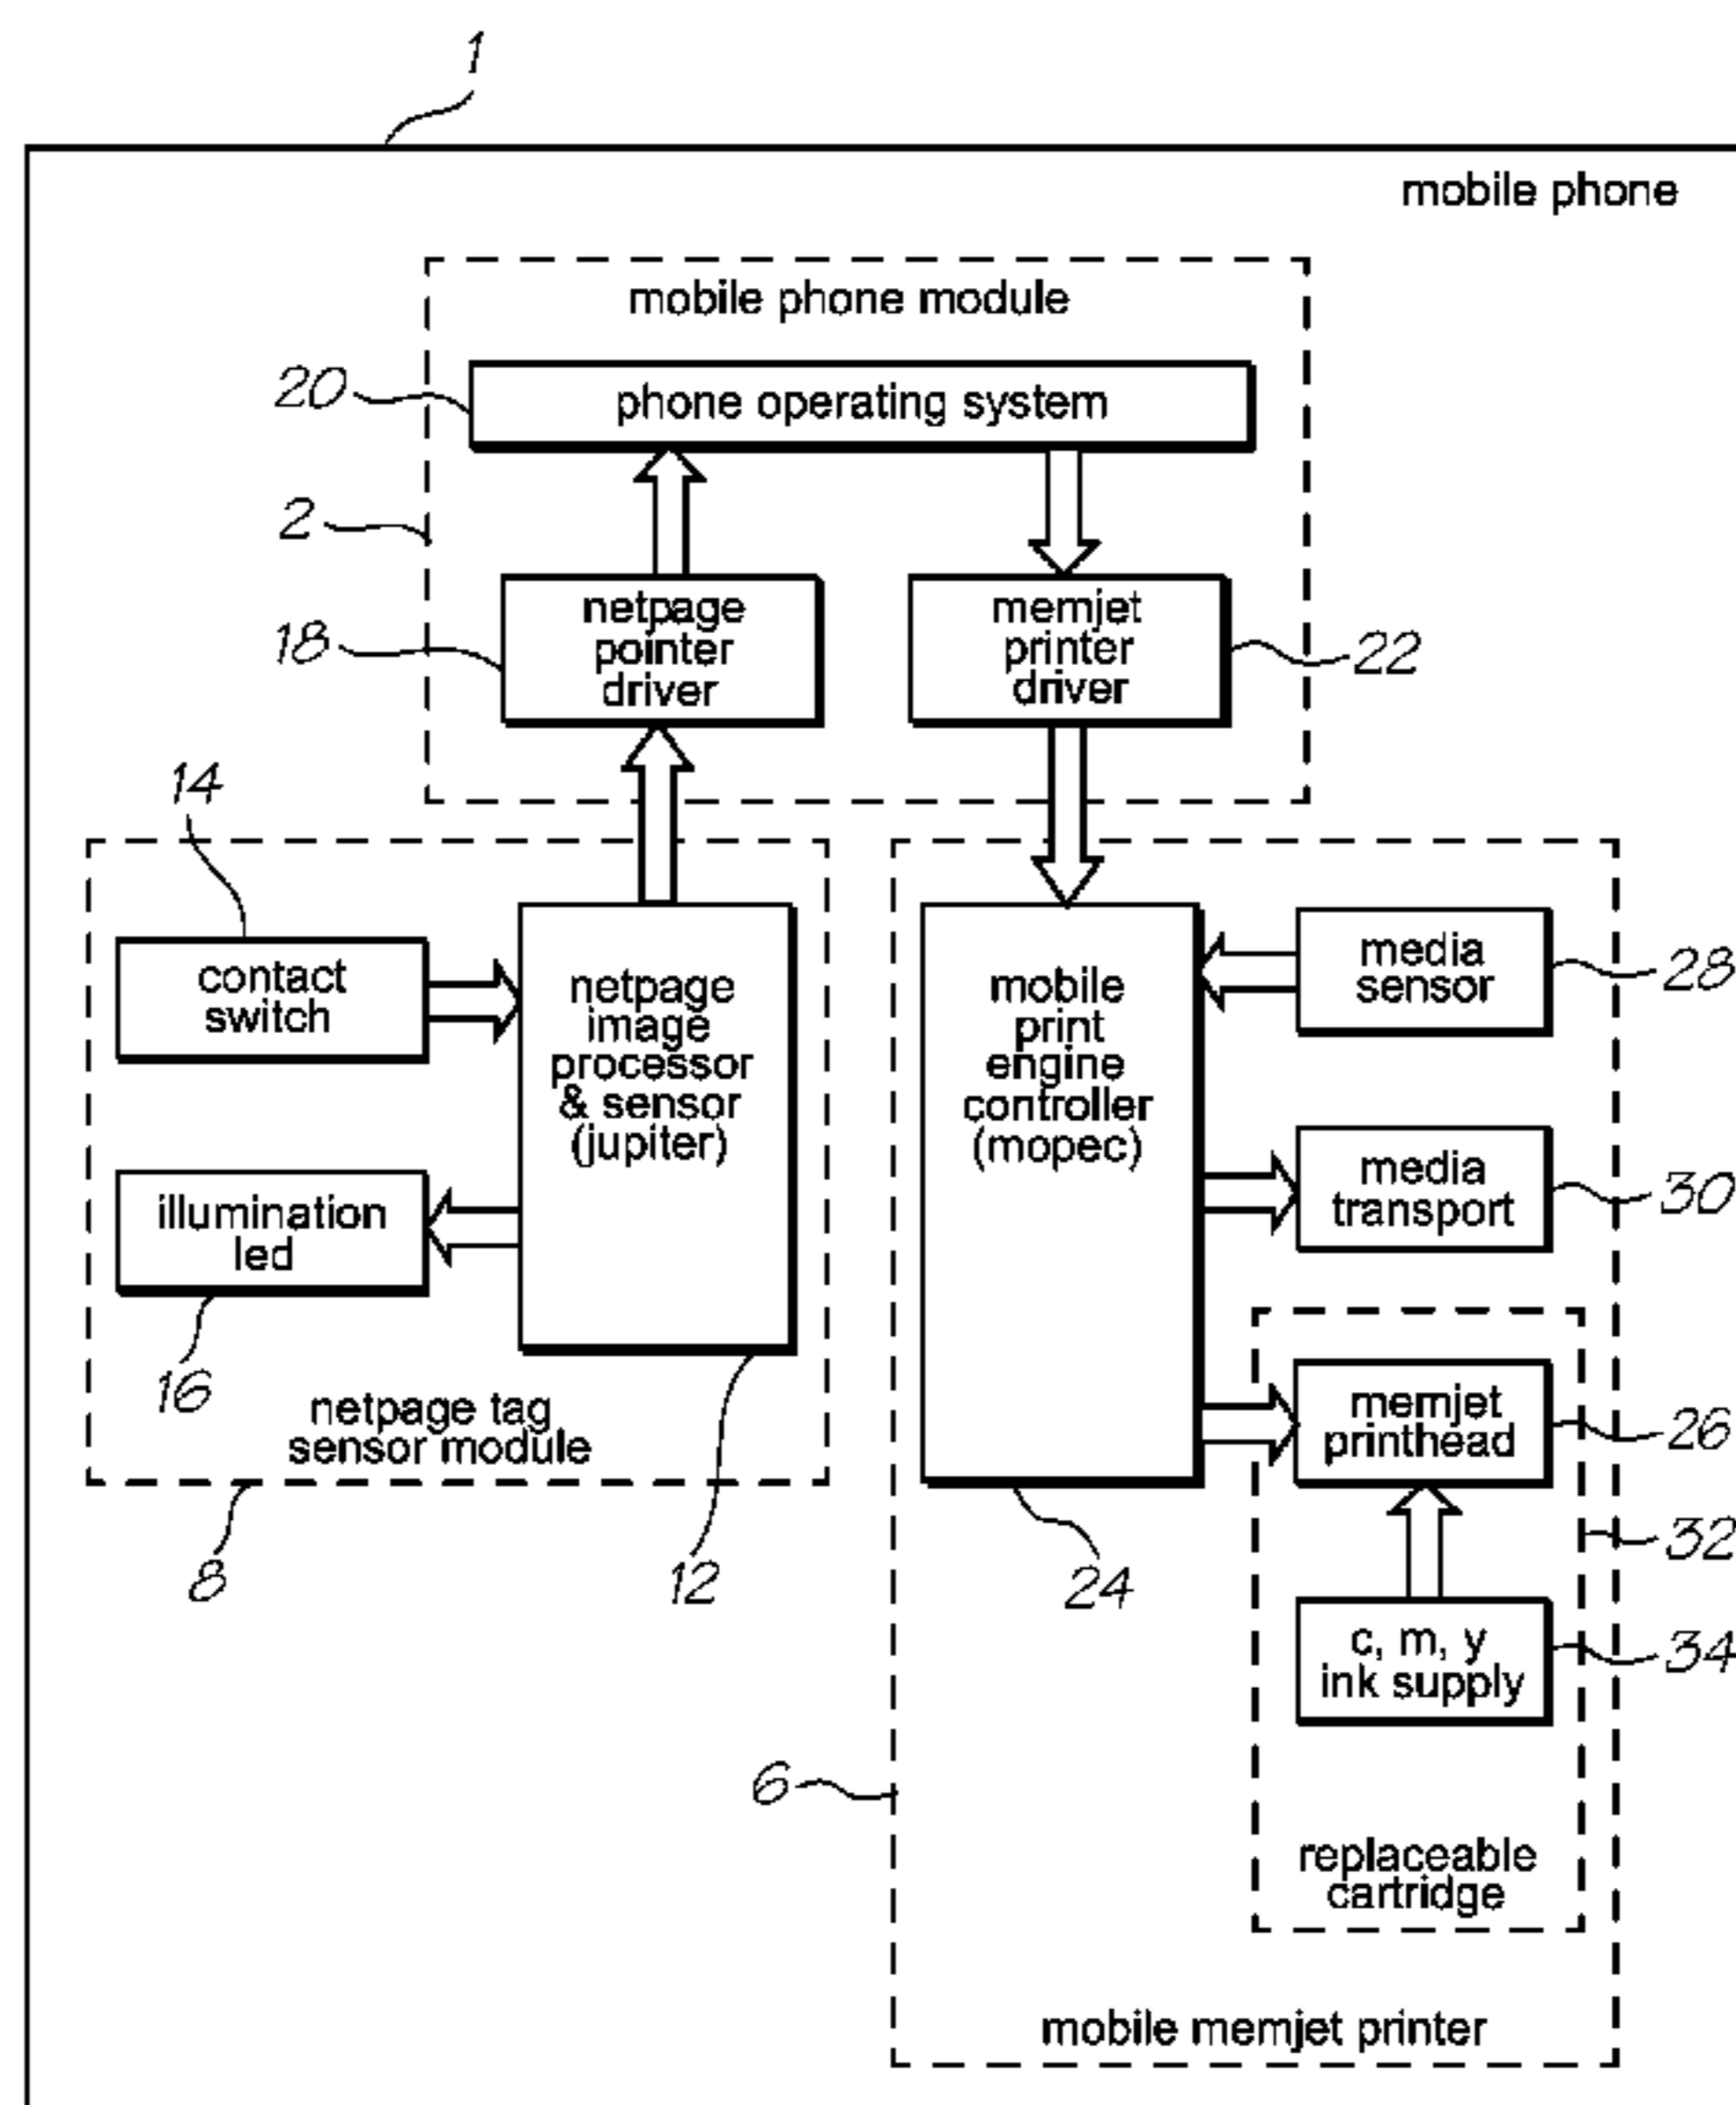 1
mobile phone
mobile phone module
20
phone operating system
2
18
netpage
pointer
driver
memjet
printer
driver
22
14
contact
switch
netpage
image
processor
& sensor
(jupiter)
illumination
led
16
netpage tag
sensor module
8
12
mobile
print
engine
controller
(mopec)
media
sensor
28
media
transport
30
memjet
printhead
26
32
24
c, m, y
ink supply
34
6
replaceable
cartridge
mobile memjet printer